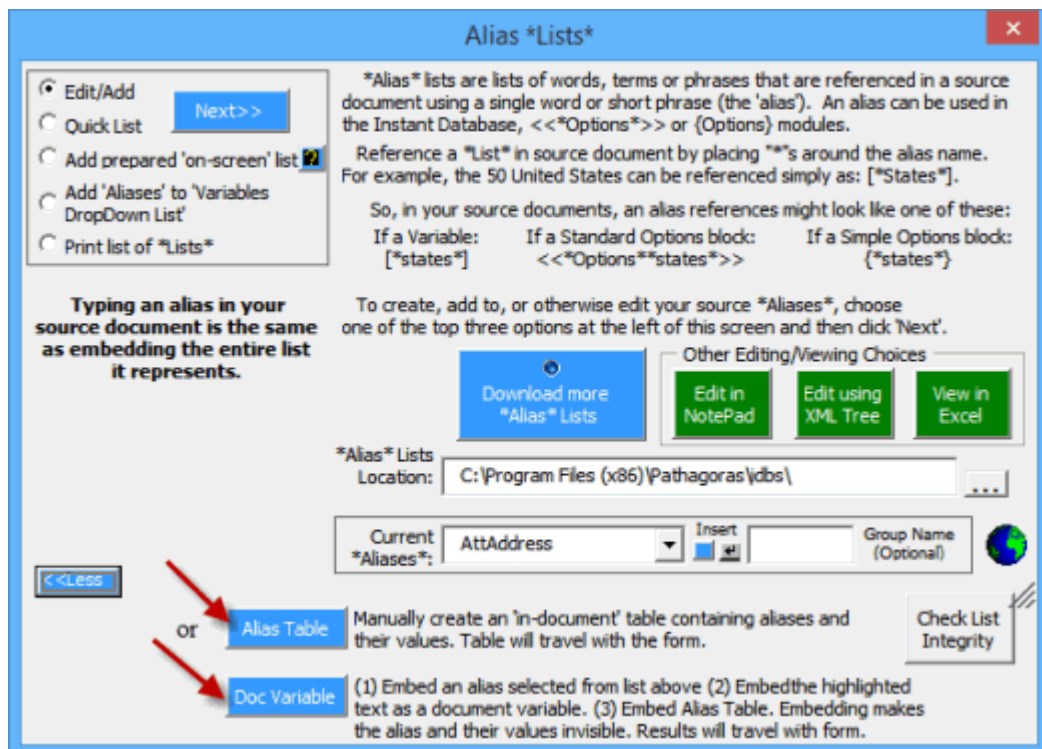 Alias *Lists*
Edit/Add
Next>>
Quick List
Add prepared 'on-screen' list
Add 'Aliases' to 'Variables
DropDown List'
Print list of *Lists*
*Alias* lists are lists of words, terms or phrases that are referenced in a source
document using a single word or short phrase (the 'alias'). An alias can be used in
the Instant Database, <<*Options*>> or {Options} modules.
Reference a *List* in source document by placing "*"s around the alias name.
For example, the 50 United States can be referenced simply as: [*States*].
So, in your source documents, an alias references might look like one of these:
If a Variable: If a Standard Options block: If a Simple Options block:
[*states*] <<*Options**states*>> {*states*}
Typing an alias in your
source document is the same
as embedding the entire list
it represents.
To create, add to, or otherwise edit your source *Aliases*, choose
one of the top three options at the left of this screen and then click 'Next'.
Download more
*Alias* Lists
Other Editing/Viewing Choices
Edit in
NotePad
Edit using
XML Tree
View in
Excel
*Alias* Lists
Location:
C:\Program Files (x86)\Pathagoras\idbs\
...
Current
*Aliases*:
AttAddress
Insert
Group Name
(Optional)
<<Less
or
Alias Table
Manually create an 'in-document' table containing aliases and
their values. Table will travel with the form.
Check List
Integrity
Doc Variable
(1) Embed an alias selected from list above (2) Embedthe highlighted
text as a document variable. (3) Embed Alias Table. Embedding makes
the alias and their values invisible. Results will travel with form.